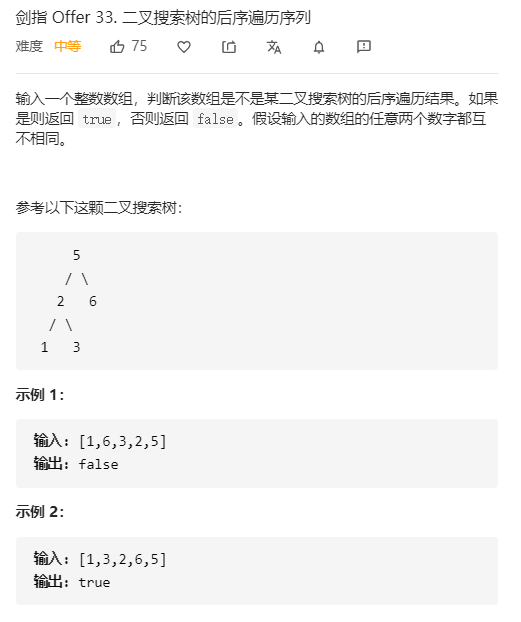 剑指 Offer 33. 二叉搜索树的后序遍历序列
难度 中等 75
输入一个整数数组，判断该数组是不是某二叉搜索树的后序遍历结果。如果
是则返回 true，否则返回 false。假设输入的数组的任意两个数字都互
不相同。
参考以下这颗二叉搜索树：
5
/ \
2 6
/ \
1 3
示例 1：
输入: [1,6,3,2,5]
输出: false
示例 2：
输入: [1,3,2,6,5]
输出: true